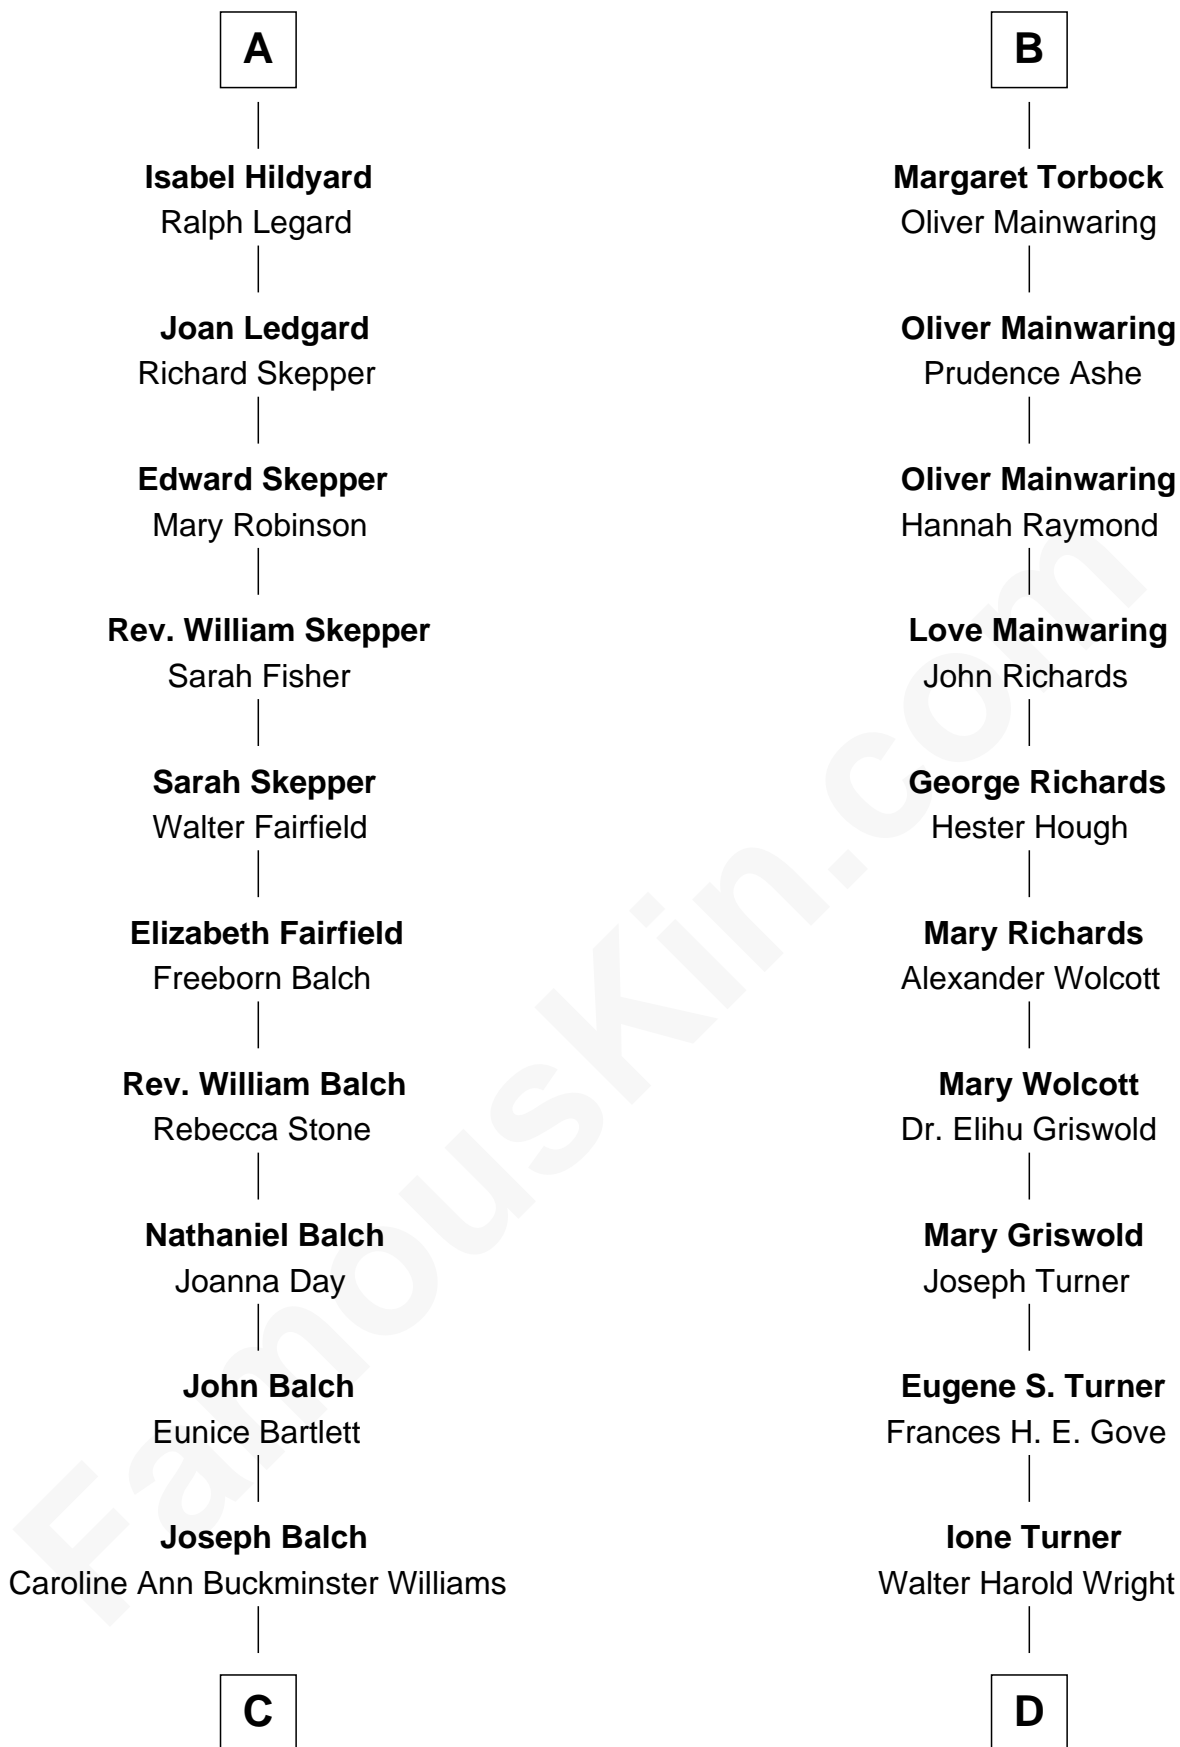 A
Isabel Hildyard
Ralph Legard
Joan Ledgard
Richard Skepper
Edward Skepper
Mary Robinson
Rev. William Skepper
Sarah Fisher
Sarah Skepper
Walter Fairfield
Elizabeth Fairfield
Freeborn Balch
Rev. William Balch
Rebecca Stone
Nathaniel Balch
Joanna Day
John Balch
Eunice Bartlett
Joseph Balch
Caroline Ann Buckminster Williams
C
B
Margaret Torbock
Oliver Mainwaring
Oliver Mainwaring
Prudence Ashe
Oliver Mainwaring
Hannah Raymond
Love Mainwaring
John Richards
George Richards
Hester Hough
Mary Richards
Alexander Wolcott
Mary Wolcott
Dr. Elihu Griswold
Mary Griswold
Joseph Turner
Eugene S. Turner
Frances H. E. Gove
Ione Turner
Walter Harold Wright
D
FamousKin.com